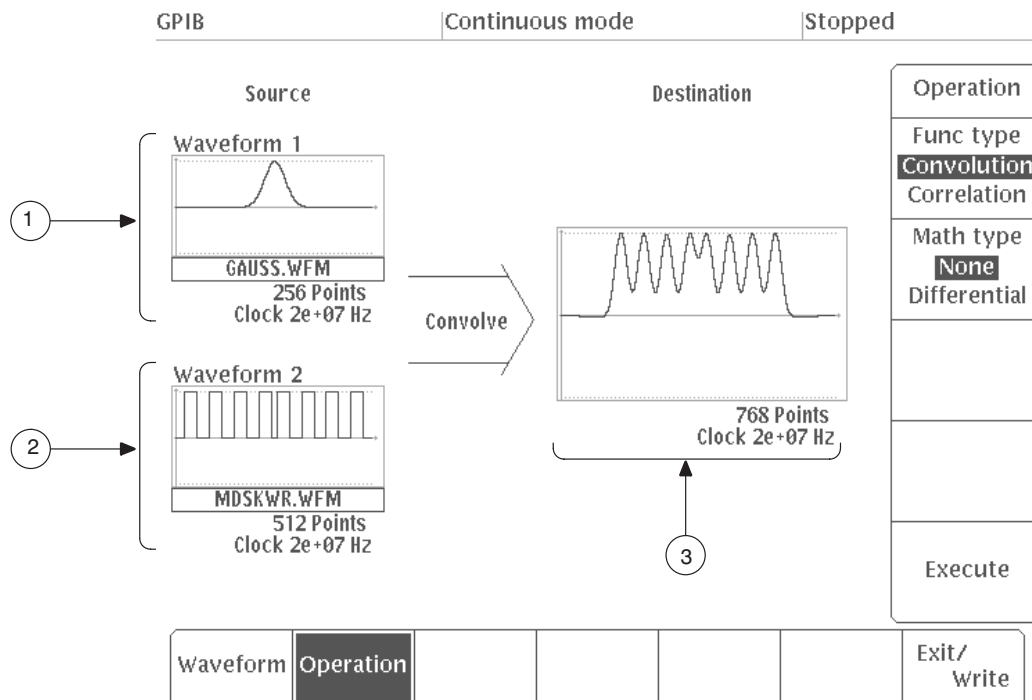 GPIB
Continuous mode
Stopped
Source
Destination
Waveform 1
GAUSS.WFM
256 Points
Clock 2e+07 Hz
1
Convolve
Waveform 2
MDSKWR.WFM
512 Points
Clock 2e+07 Hz
2
768 Points
Clock 2e+07 Hz
3
Operation
Func type
Convolution
Correlation
Math type
None
Differential
Execute
Waveform
Operation
Exit/
Write